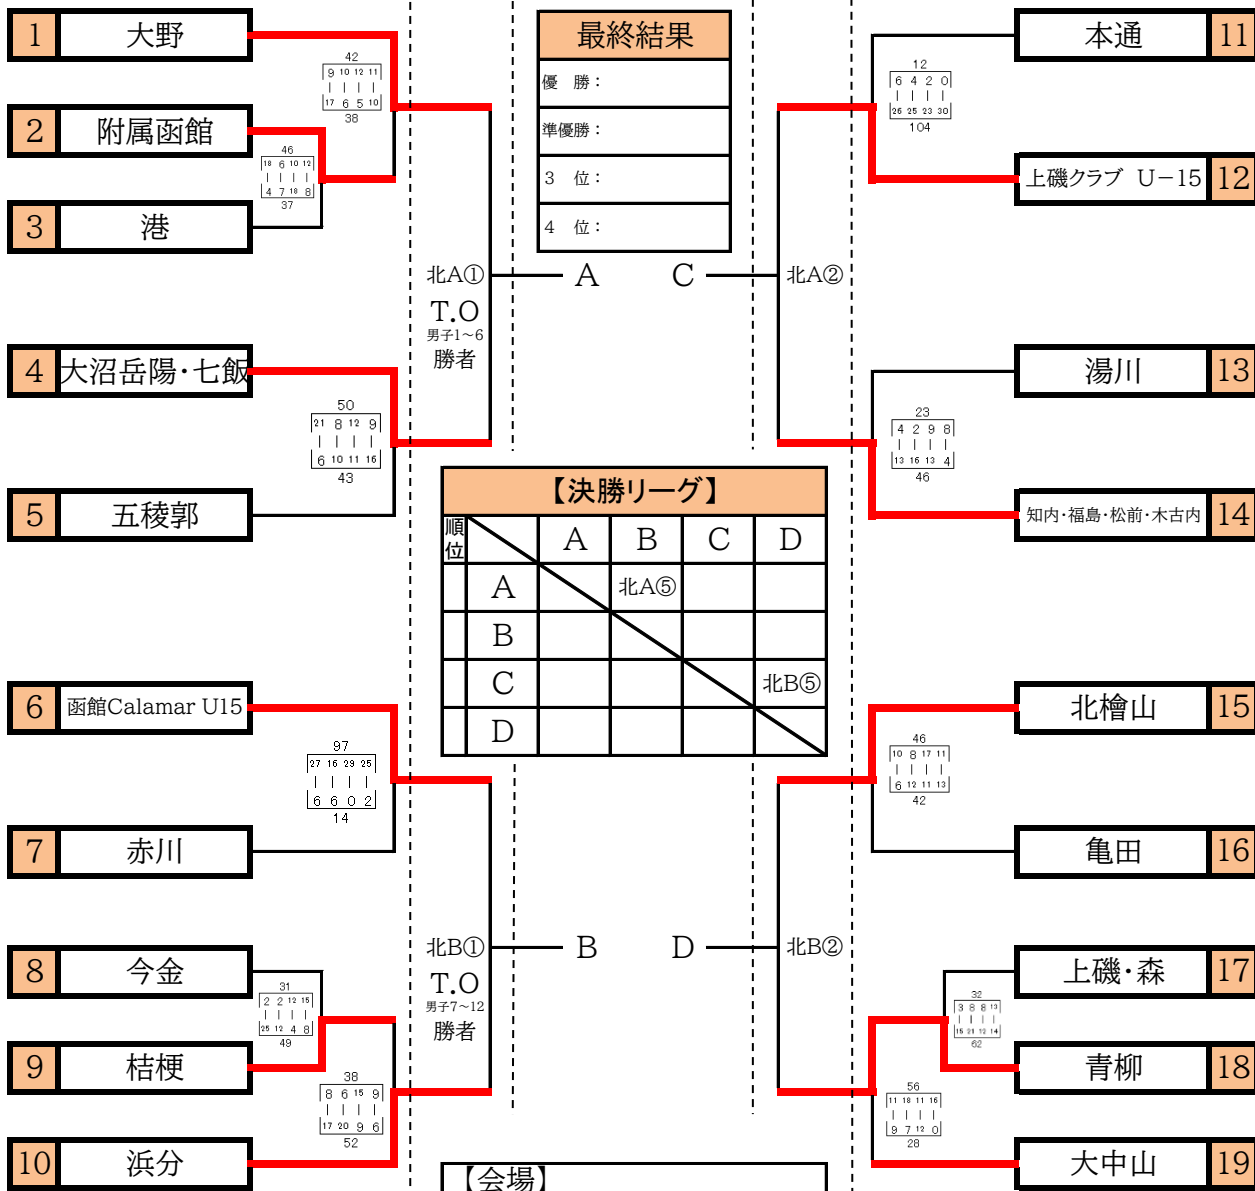 1 大野
42
9 10 12 11
17 6 5 10
38
2 附属函館
46
18 6 10 12
4 7 18 8
37
3 港
北A①
T.O
男子1～6
勝者
A
4 大沼岳陽・七飯
50
21 8 12 9
6 10 11 16
43
5 五稜郭
6 函館Calamar U15
97
27 16 29 25
6 6 0 2
14
7 赤川
北B①
T.O
男子7～12
勝者
B
8 今金
31
2 2 12 15
25 12 4 8
49
9 桔梗
38
8 6 15 9
17 20 9 6
52
10 浜分
最終結果
優 勝：
準優勝：
3 位：
4 位：
【決勝リーグ】
順位 A B C D
A 北A⑤
B
C 北B⑤
D
【会場】
本通 11
12
6 4 2 0
26 25 23 30
104
上磯クラブ U－15 12
C
北A②
湯川 13
23
4 2 9 8
13 16 13 4
46
知内・福島・松前・木古内 14
北檜山 15
46
10 8 17 11
6 12 11 13
42
亀田 16
D
北B②
上磯・森 17
32
3 8 8 13
15 21 12 14
62
青柳 18
56
11 18 11 16
9 7 12 0
28
大中山 19